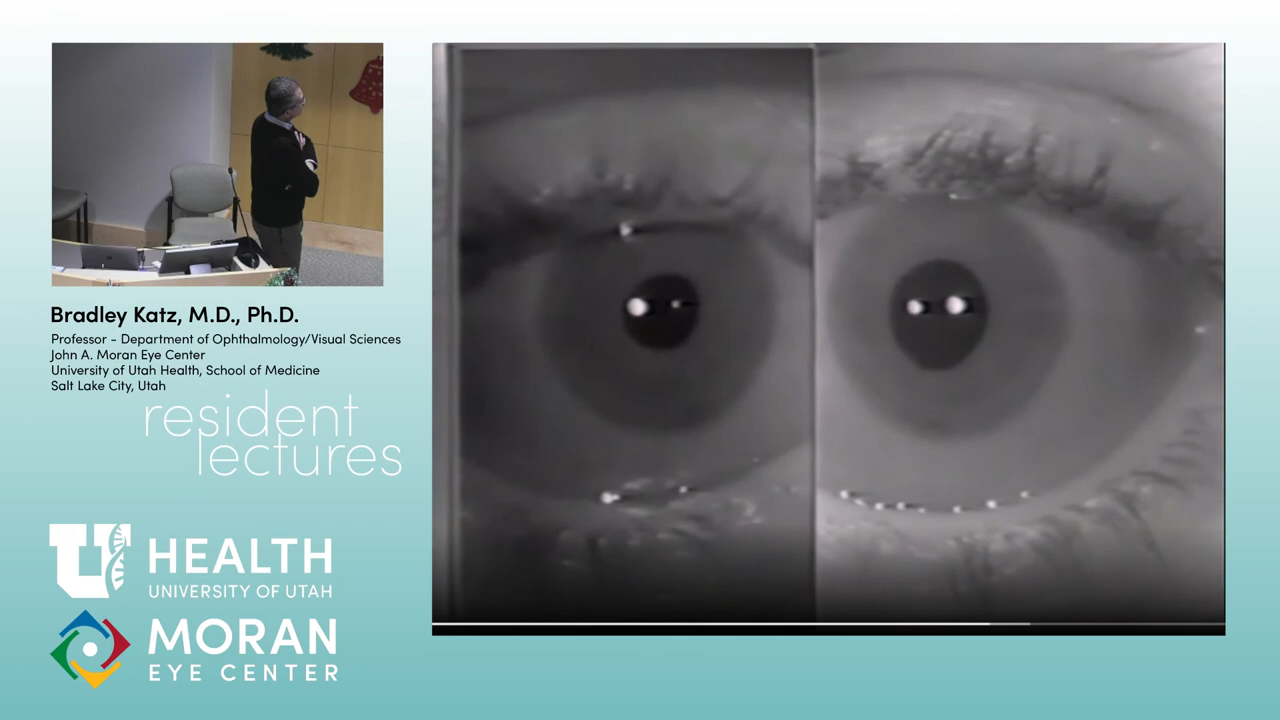 Bradley Katz, M.D., Ph.D.
Professor - Department of Ophthalmology/Visual Sciences
John A. Moran Eye Center
University of Utah Health, School of Medicine
Salt Lake City, Utah
resident
lectures
U HEALTH
UNIVERSITY OF UTAH
MORAN
EYE CENTER